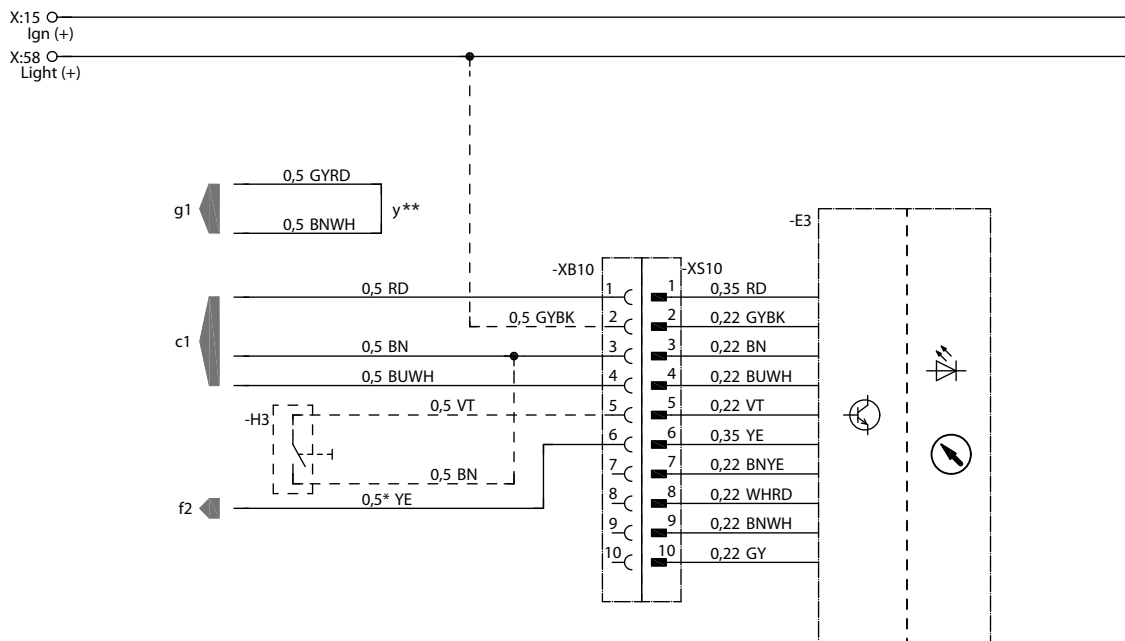 X:15
Ign (+)
X:58
Light (+)
0,5 GYRD
g1
y**
0,5 BNWH
-E3
-XB10
-XS10
0,5 RD
1
1
0,35 RD
0,5 GYBK
2
2
0,22 GYBK
c1
0,5 BN
3
3
0,22 BN
0,5 BUWH
4
4
0,22 BUWH
-H3
0,5 VT
5
5
0,22 VT
6
6
0,35 YE
0,5 BN
7
7
0,22 BNYE
f2
0,5* YE
8
8
0,22 WHRD
9
9
0,22 BNWH
10
10
0,22 GY